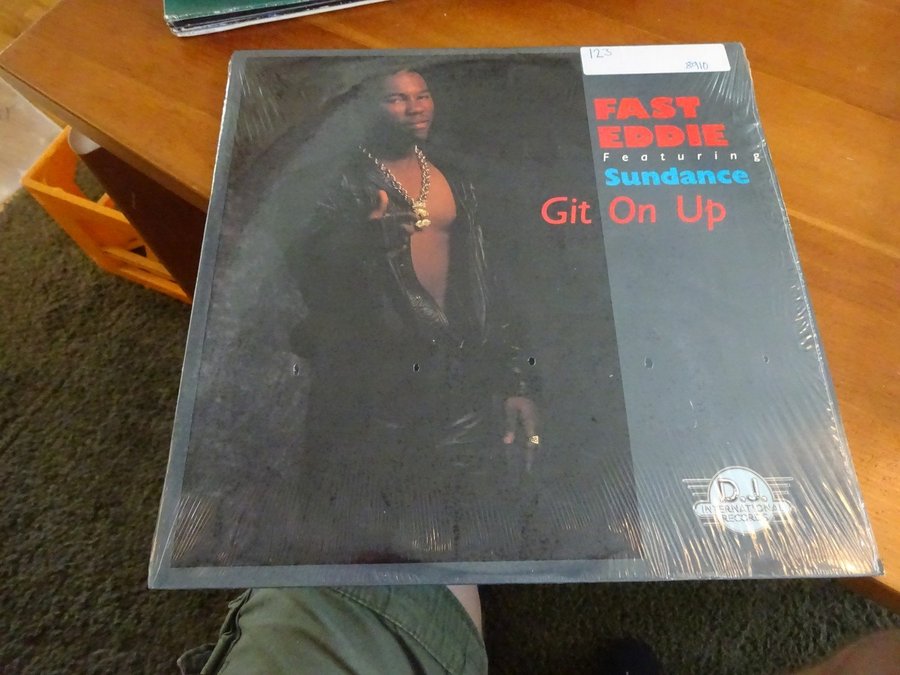 123
8910
FAST
EDDIE
Featuring
Sundance
Git On Up
D.J.
INTERNATIONAL
RECORDS